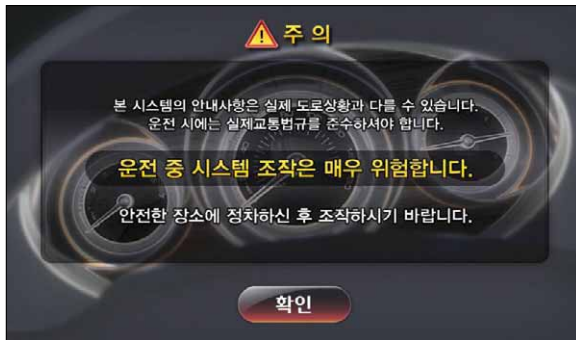 주 의
본 시스템의 안내사항은 실제 도로상황과 다를 수 있습니다.
운전 시에는 실제교통법규를 준수하셔야 합니다.
운전 중 시스템 조작은 매우 위험합니다.
안전한 장소에 정차하신 후 조작하시기 바랍니다.
확인